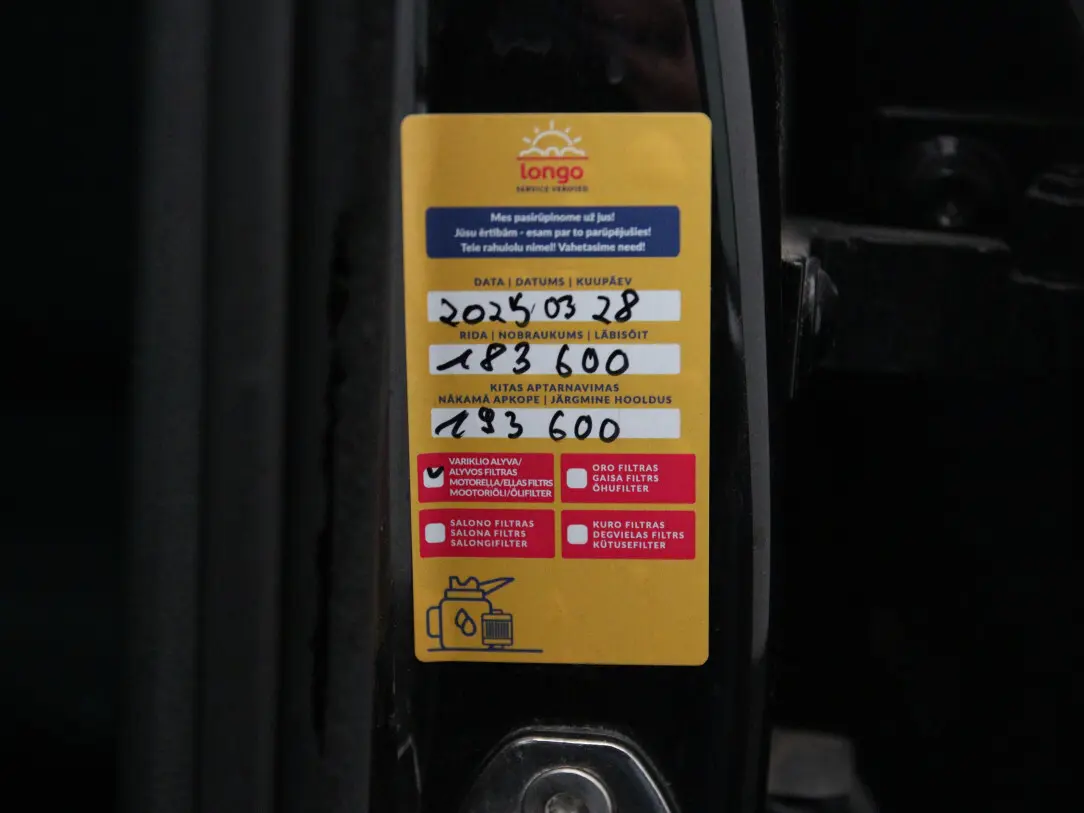 longo
SERVICE VERIFIED
Mes pasirūpinome už jus!
Jūsu ērtībām - esam par to parūpējušies!
Teie rahulolu nimel! Vahetasime need!
DATA | DATUMS | KUUPÄEV
2025 03 28
RIDA | NOBRAUKUMS | LÄBISÕIT
183 600
KITAS APTARNAVIMAS
NĀKAMĀ APKOPE | JÄRGMINE HOOLDUS
193 600
VARIKLIO ALYVA/
ALYVOS FILTRAS
MOTOREĻĻA/EĻĻAS FILTRS
MOOTORIÕLI/ÕLIFILTER
ORO FILTRAS
GAISA FILTRS
ÕHUFILTER
SALONO FILTRAS
SALONA FILTRS
SALONGIFILTER
KURO FILTRAS
DEGVIELAS FILTRS
KÜTUSEFILTER